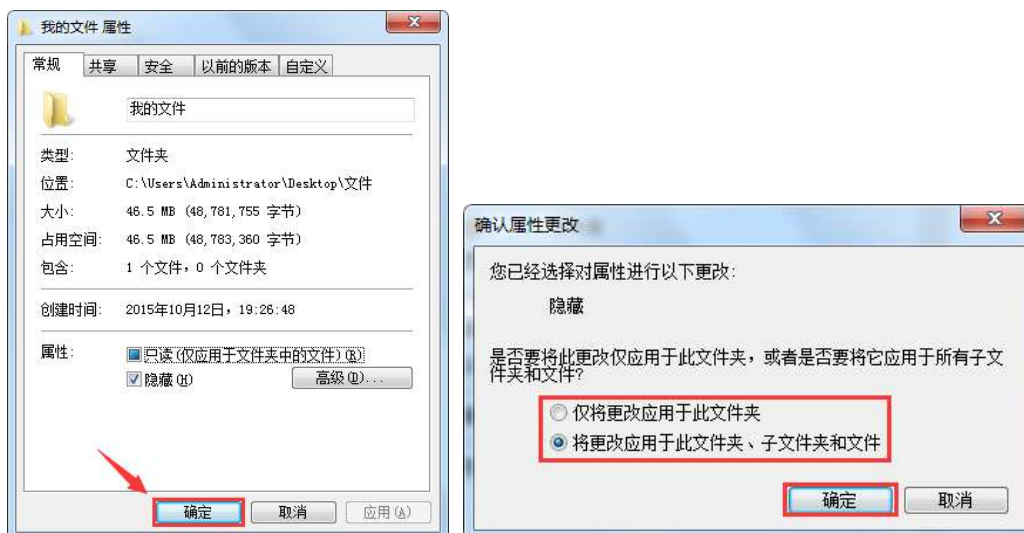 我的文件 属性
常规 共享 安全 以前的版本 自定义
我的文件
类型: 文件夹
位置: C:\Users\Administrator\Desktop\文件
大小: 46.5 MB (48,781,755 字节)
占用空间: 46.5 MB (48,783,360 字节)
包含: 1 个文件，0 个文件夹
创建时间: 2015年10月12日，19:26:48
属性: 只读(仅应用于文件夹中的文件)(R)
隐藏(H) 高级(D)...
确定 取消 应用(A)
确认属性更改
您已经选择对属性进行以下更改:
隐藏
是否要将此更改仅应用于此文件夹，或者是否要将它应用于所有子文
件夹和文件?
仅将更改应用于此文件夹
将更改应用于此文件夹、子文件夹和文件
确定 取消